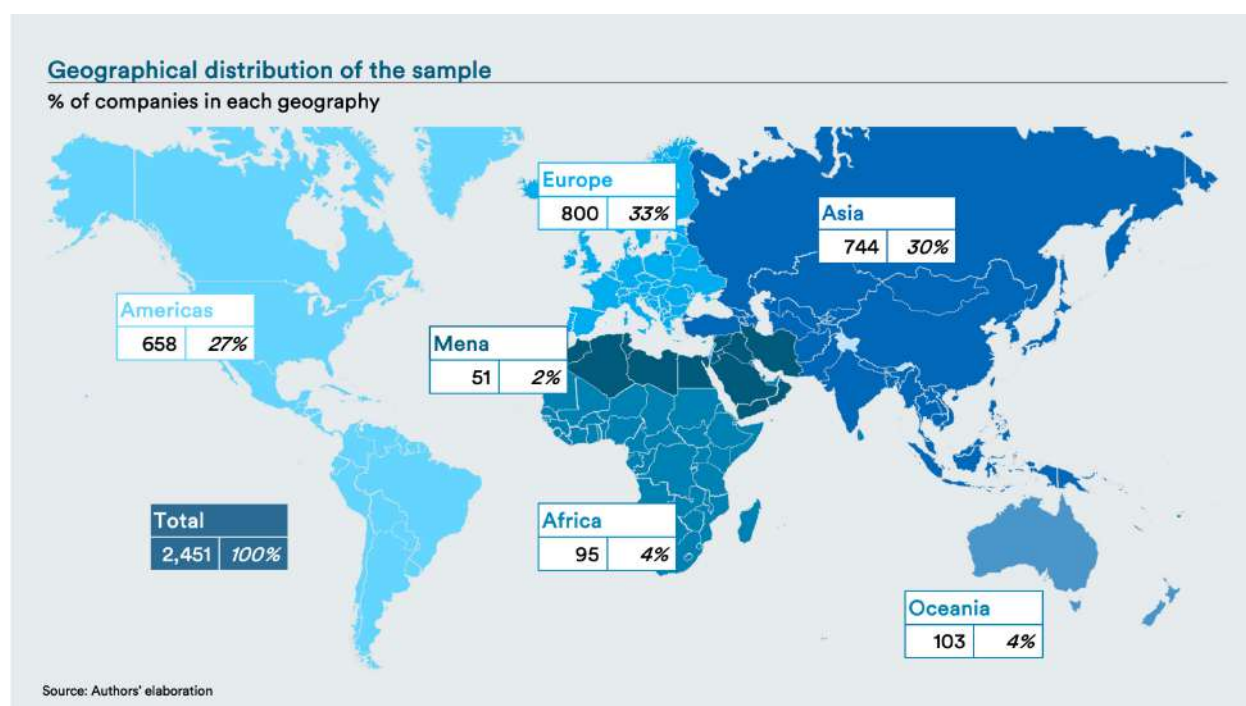 Geographical distribution of the sample
% of companies in each geography
Europe
800 33%
Asia
744 30%
Americas
658 27%
Mena
51 2%
Total
2,451 100%
Africa
95 4%
Oceania
103 4%
Source: Authors' elaboration